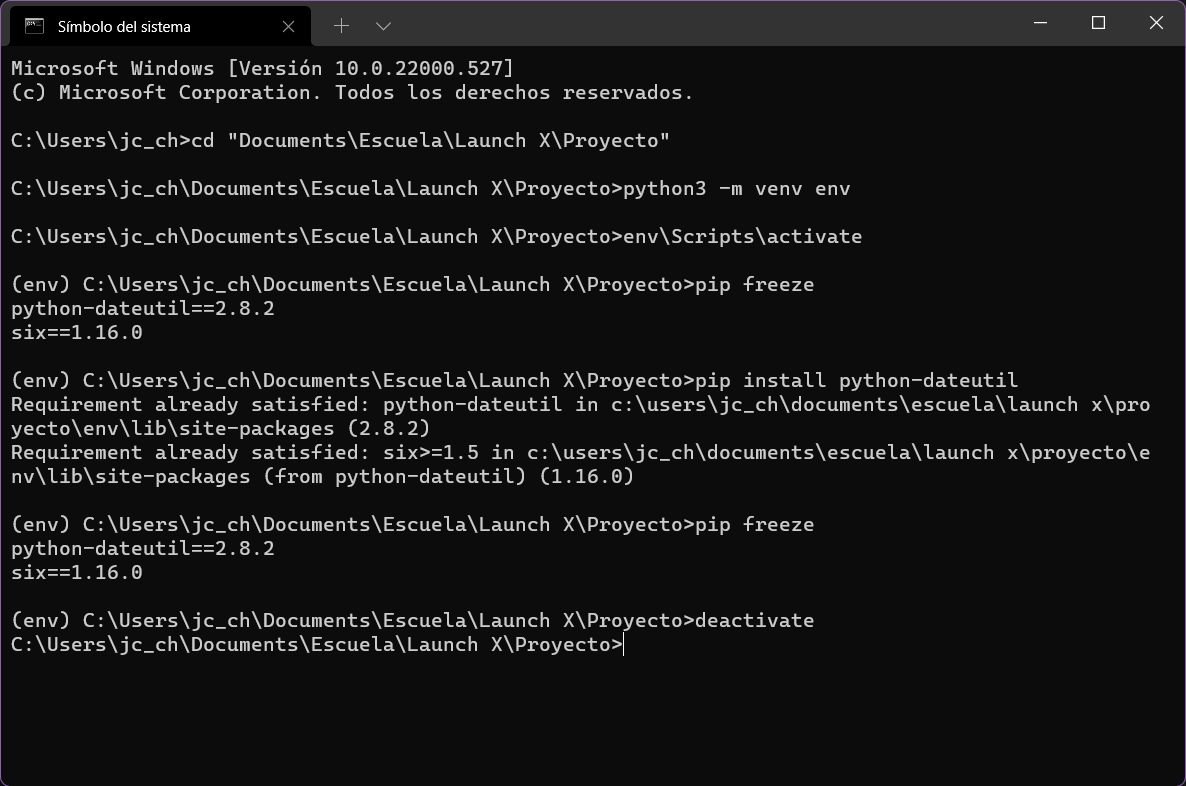 Símbolo del sistema
Microsoft Windows [Versión 10.0.22000.527]
(c) Microsoft Corporation. Todos los derechos reservados.
C:\Users\jc_ch>cd "Documents\Escuela\Launch X\Proyecto"
C:\Users\jc_ch\Documents\Escuela\Launch X\Proyecto>python3 -m venv env
C:\Users\jc_ch\Documents\Escuela\Launch X\Proyecto>env\Scripts\activate
(env) C:\Users\jc_ch\Documents\Escuela\Launch X\Proyecto>pip freeze
python-dateutil==2.8.2
six==1.16.0
(env) C:\Users\jc_ch\Documents\Escuela\Launch X\Proyecto>pip install python-dateutil
Requirement already satisfied: python-dateutil in c:\users\jc_ch\documents\escuela\launch x\pro
yecto\env\lib\site-packages (2.8.2)
Requirement already satisfied: six>=1.5 in c:\users\jc_ch\documents\escuela\launch x\proyecto\e
nv\lib\site-packages (from python-dateutil) (1.16.0)
(env) C:\Users\jc_ch\Documents\Escuela\Launch X\Proyecto>pip freeze
python-dateutil==2.8.2
six==1.16.0
(env) C:\Users\jc_ch\Documents\Escuela\Launch X\Proyecto>deactivate
C:\Users\jc_ch\Documents\Escuela\Launch X\Proyecto>